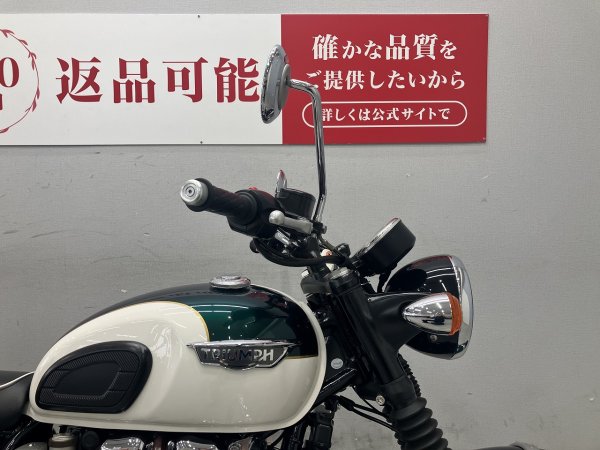 0
返品可能
確かな品質を
ご提供したいから
詳しくは公式サイトで
TRIUMPH